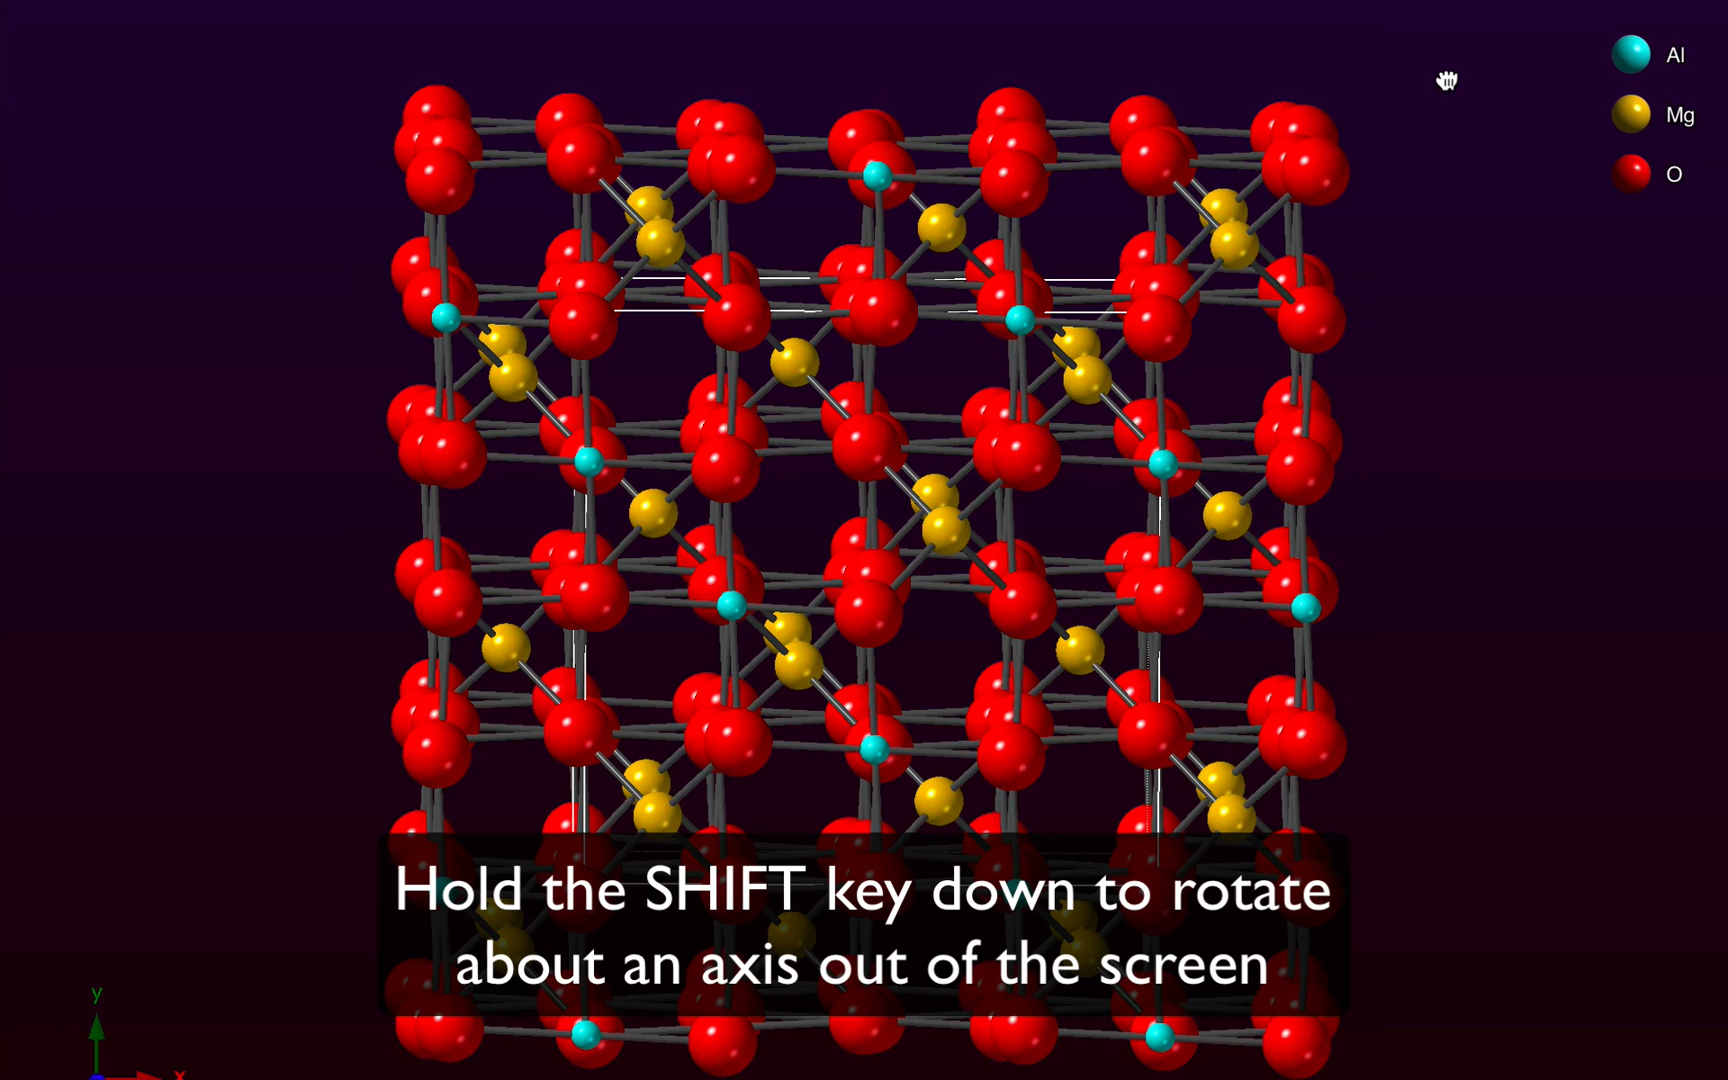 Al
Mg
O
Hold the SHIFT key down to rotate
about an axis out of the screen
y
x